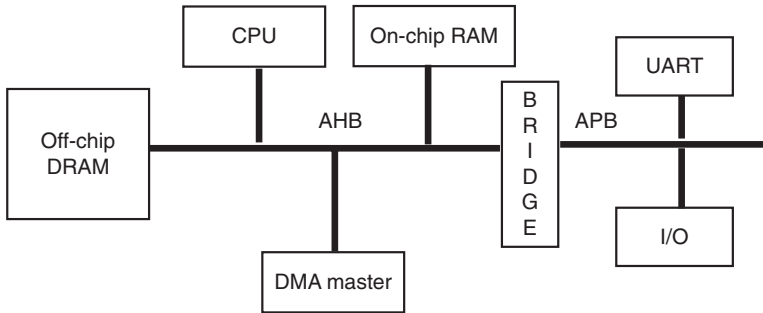 CPU
On-chip RAM
UART
Off-chip
DRAM
AHB
B
R
I
D
G
E
APB
DMA master
I/O